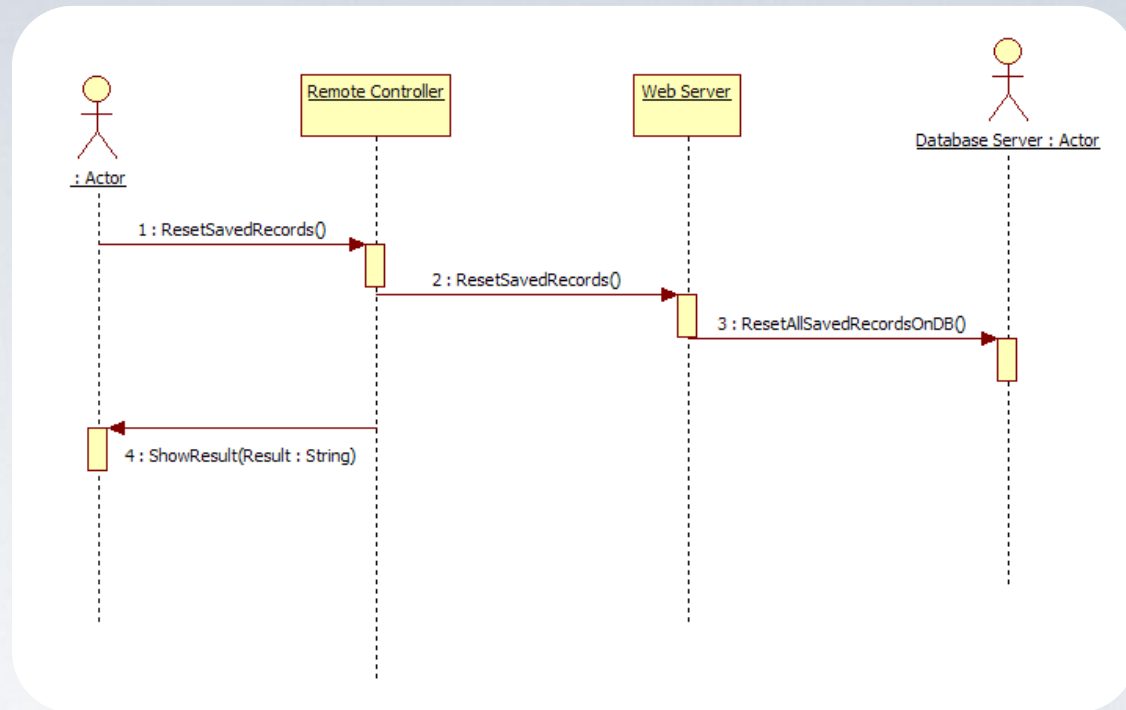 Remote Controller
Web Server
Database Server : Actor
: Actor
1 : ResetSavedRecords()
2 : ResetSavedRecords()
3 : ResetAllSavedRecordsOnDB()
4 : ShowResult(Result : String)